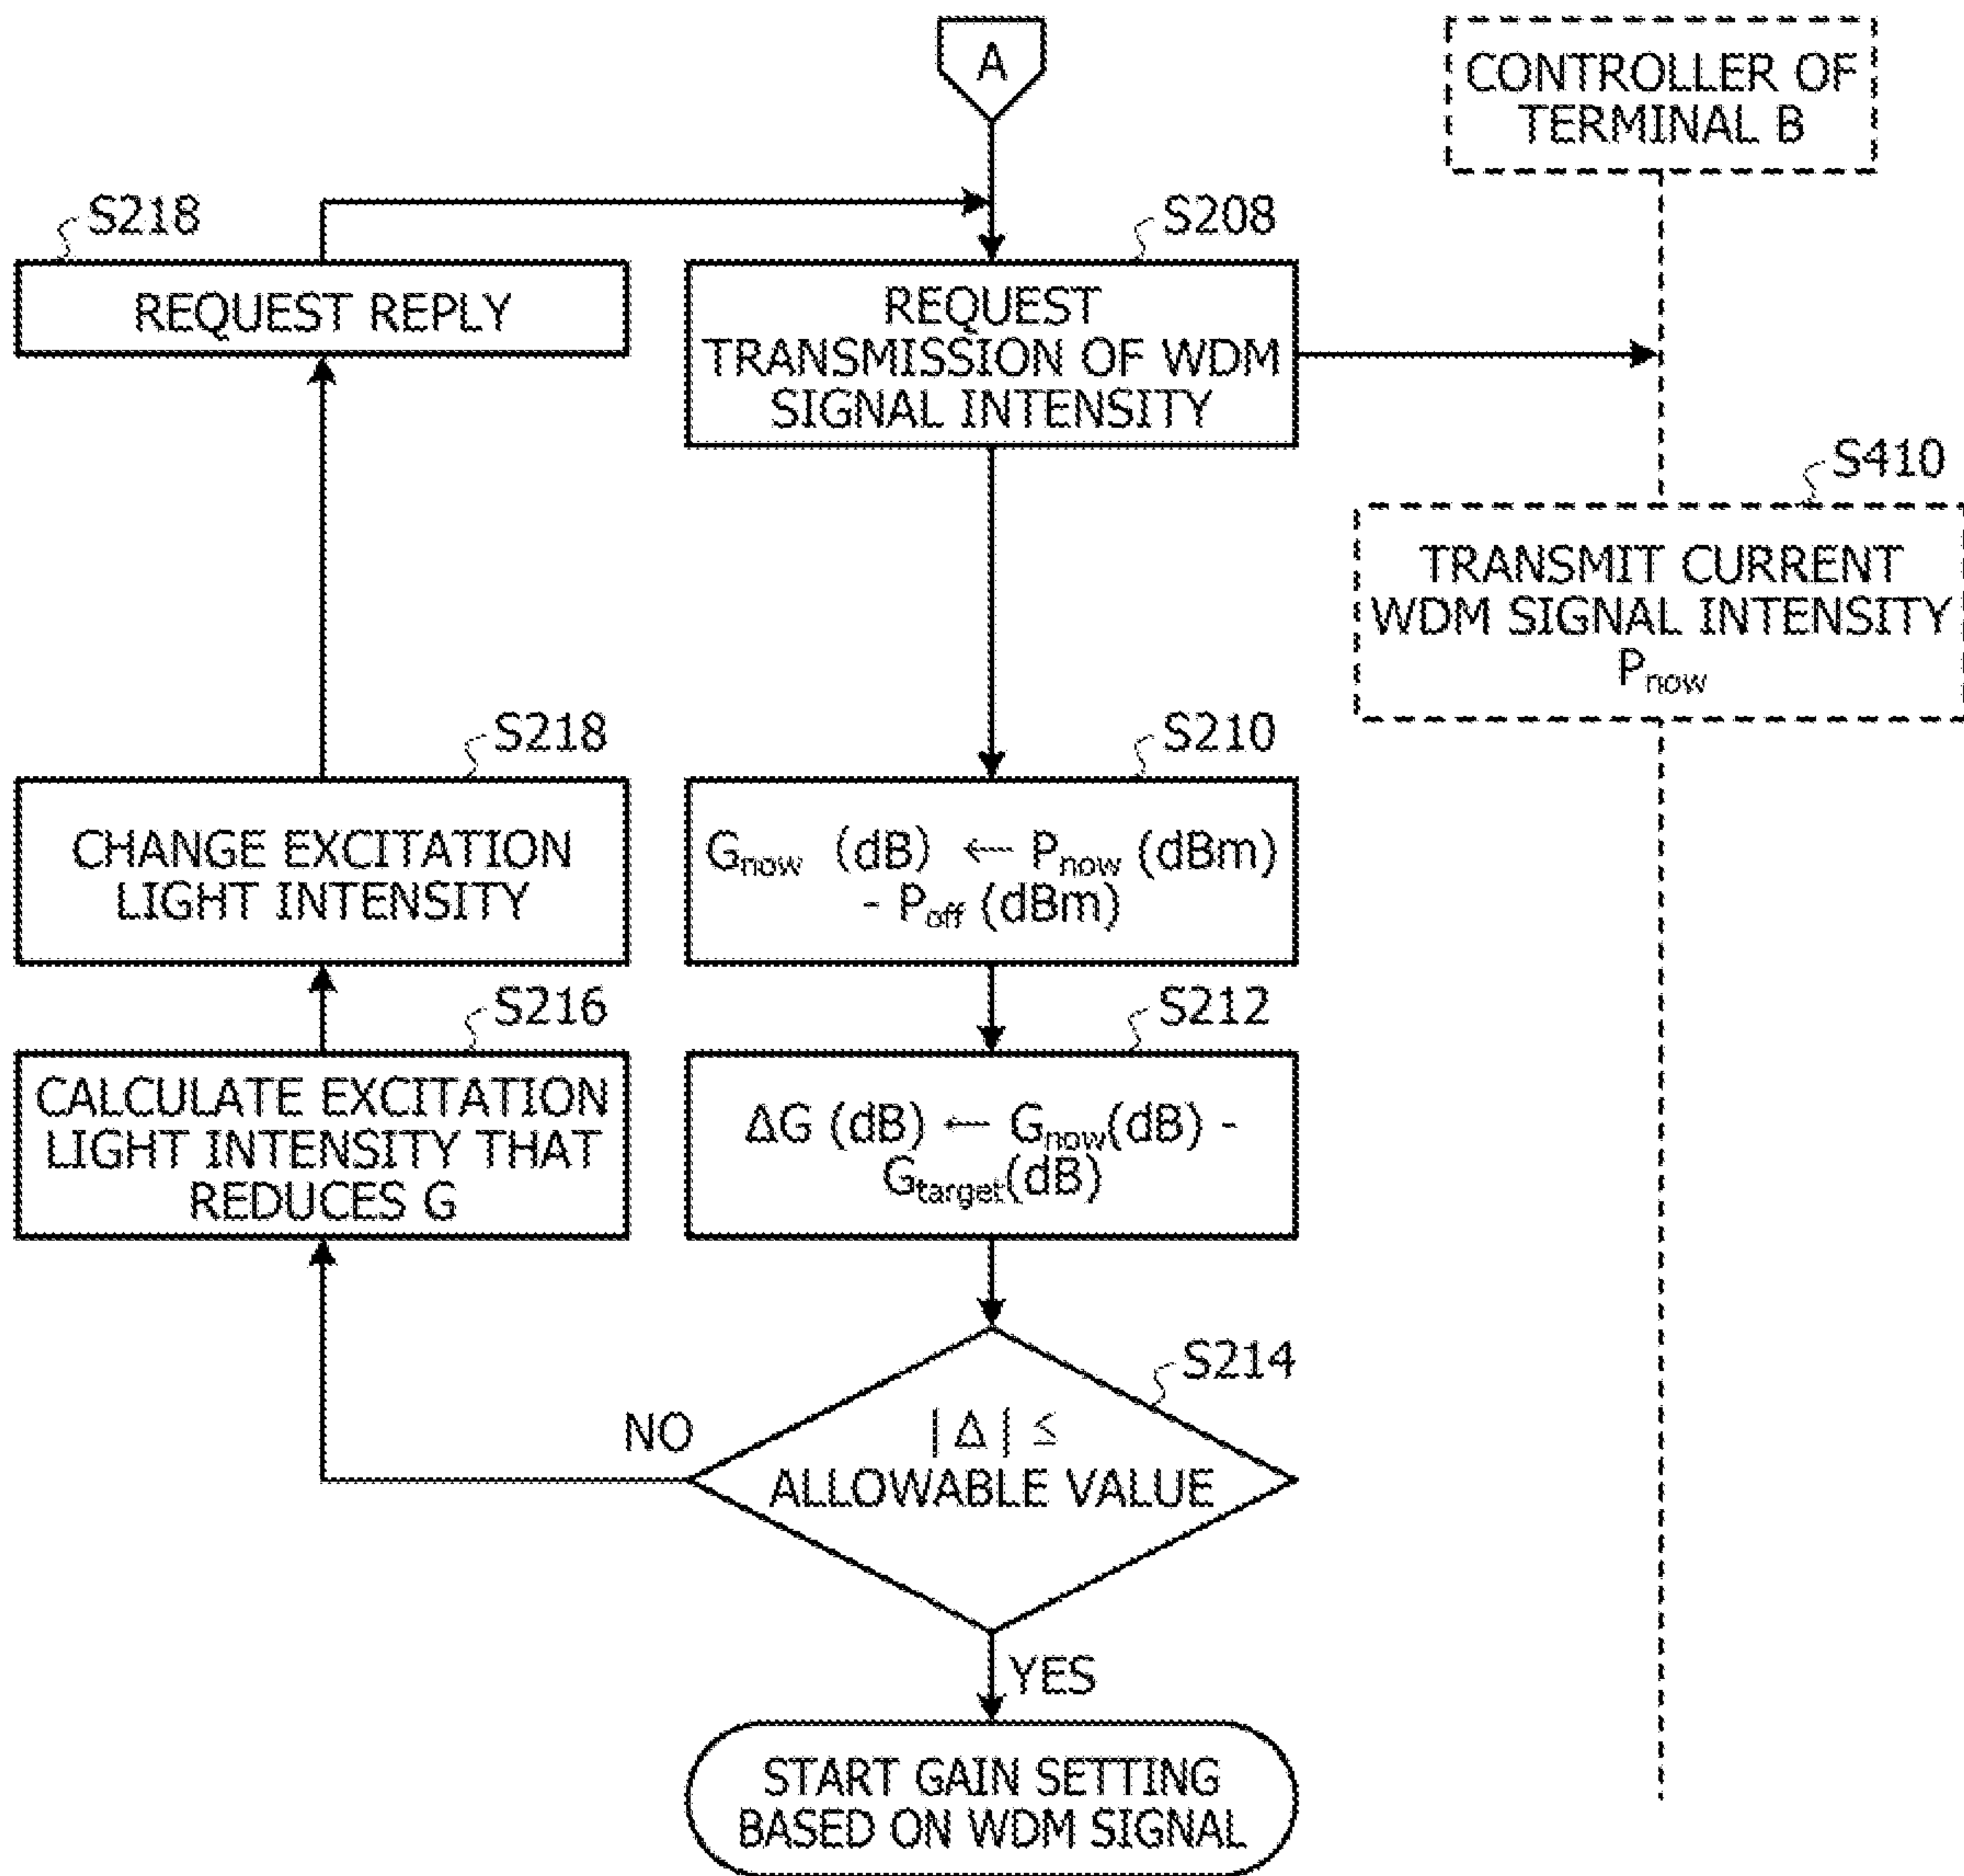 A
CONTROLLER OF
TERMINAL B
S218
REQUEST REPLY
S208
REQUEST
TRANSMISSION OF WDM
SIGNAL INTENSITY
S410
TRANSMIT CURRENT
WDM SIGNAL INTENSITY
Pnow
S218
CHANGE EXCITATION
LIGHT INTENSITY
S210
Gnow (dB) ← Pnow (dBm)
- Poff (dBm)
S216
CALCULATE EXCITATION
LIGHT INTENSITY THAT
REDUCES G
S212
ΔG (dB) ← Gnow(dB) -
Gtarget(dB)
S214
| Δ | ≦
ALLOWABLE VALUE
NO
YES
START GAIN SETTING
BASED ON WDM SIGNAL